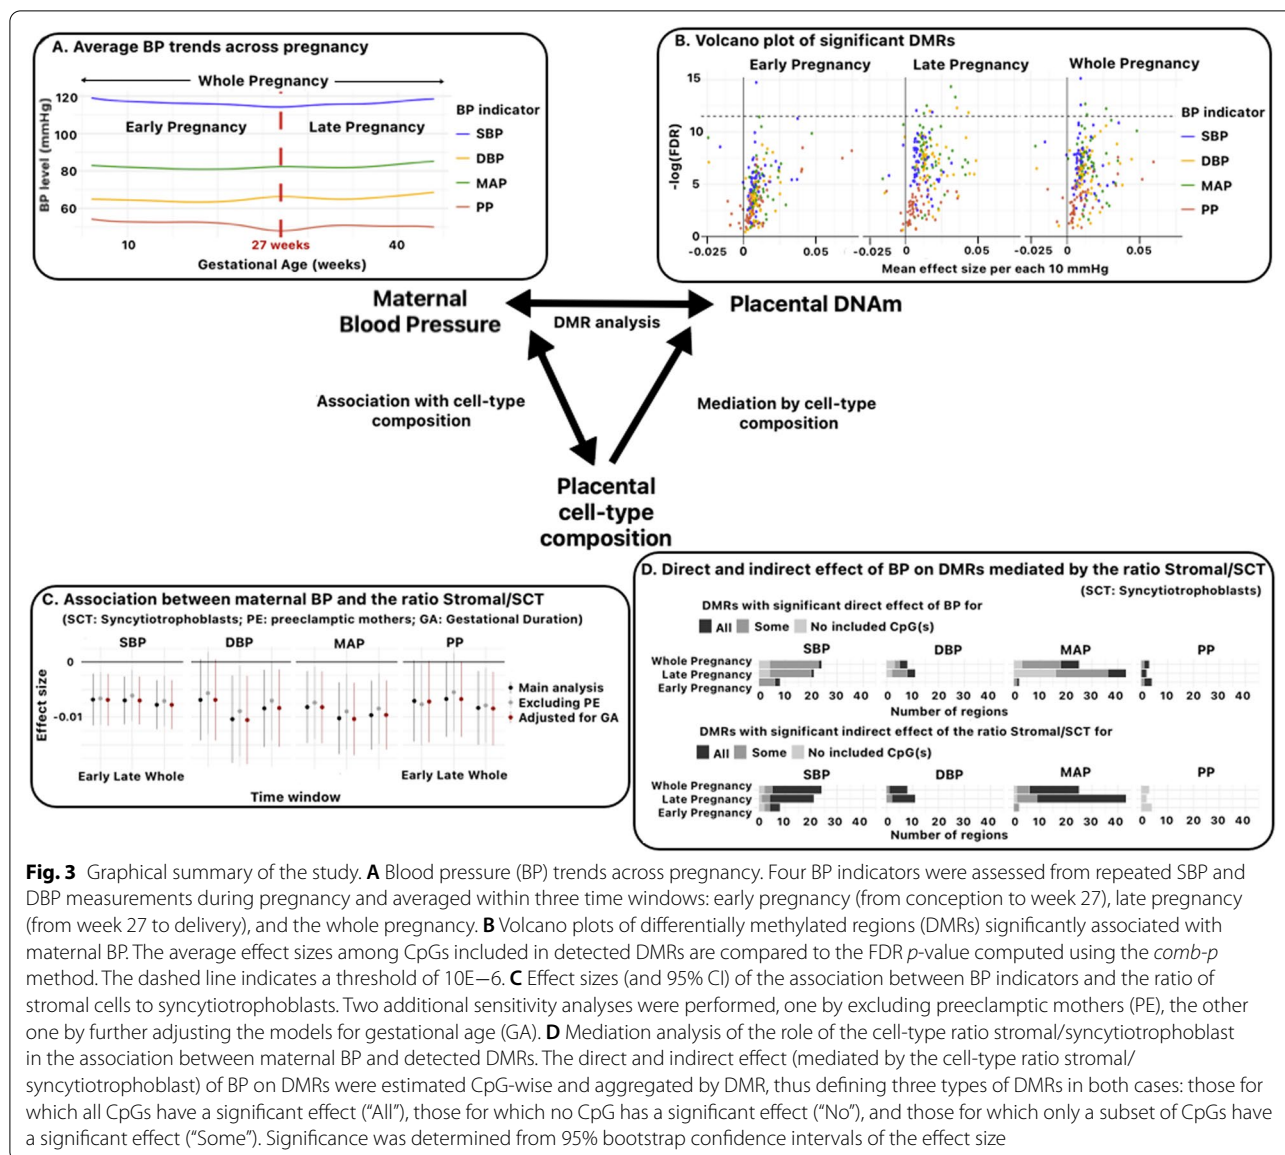 A. Average BP trends across pregnancy
Whole Pregnancy
BP level (mmHg)
120
100
80
60
Early Pregnancy
Late Pregnancy
10
27 weeks
40
Gestational Age (weeks)
BP indicator
SBP
DBP
MAP
PP
B. Volcano plot of significant DMRs
Early Pregnancy
Late Pregnancy
Whole Pregnancy
-log(FDR)
15
10
5
0
-0.025 0 0.05 -0.025 0 0.05 -0.025 0 0.05
Mean effect size per each 10 mmHg
BP indicator
SBP
DBP
MAP
PP
Maternal
Blood Pressure
DMR analysis
Placental DNAm
Association with cell-type
composition
Mediation by cell-type
composition
Placental
cell-type
composition
C. Association between maternal BP and the ratio Stromal/SCT
(SCT: Syncytiotrophoblasts; PE: preeclamptic mothers; GA: Gestational Duration)
SBP DBP MAP PP
Effect size
0
-0.01
Main analysis
Excluding PE
Adjusted for GA
Early Late Whole
Early Late Whole
Time window
D. Direct and indirect effect of BP on DMRs mediated by the ratio Stromal/SCT
(SCT: Syncytiotrophoblasts)
DMRs with significant direct effect of BP for
All Some No included CpG(s)
SBP DBP MAP PP
Whole Pregnancy
Late Pregnancy
Early Pregnancy
0 10 20 30 40 0 10 20 30 40 0 10 20 30 40 0 10 20 30 40
Number of regions
DMRs with significant indirect effect of the ratio Stromal/SCT for
All Some No included CpG(s)
SBP DBP MAP PP
Whole Pregnancy
Late Pregnancy
Early Pregnancy
0 10 20 30 40 0 10 20 30 40 0 10 20 30 40 0 10 20 30 40
Number of regions
Fig. 3 Graphical summary of the study. A Blood pressure (BP) trends across pregnancy. Four BP indicators were assessed from repeated SBP and
DBP measurements during pregnancy and averaged within three time windows: early pregnancy (from conception to week 27), late pregnancy
(from week 27 to delivery), and the whole pregnancy. B Volcano plots of differentially methylated regions (DMRs) significantly associated with
maternal BP. The average effect sizes among CpGs included in detected DMRs are compared to the FDR p-value computed using the comb-p
method. The dashed line indicates a threshold of 10E−6. C Effect sizes (and 95% CI) of the association between BP indicators and the ratio of
stromal cells to syncytiotrophoblasts. Two additional sensitivity analyses were performed, one by excluding preeclamptic mothers (PE), the other
one by further adjusting the models for gestational age (GA). D Mediation analysis of the role of the cell-type ratio stromal/syncytiotrophoblast
in the association between maternal BP and detected DMRs. The direct and indirect effect (mediated by the cell-type ratio stromal/
syncytiotrophoblast) of BP on DMRs were estimated CpG-wise and aggregated by DMR, thus defining three types of DMRs in both cases: those for
which all CpGs have a significant effect (“All”), those for which no CpG has a significant effect (“No”), and those for which only a subset of CpGs have
a significant effect (“Some”). Significance was determined from 95% bootstrap confidence intervals of the effect size